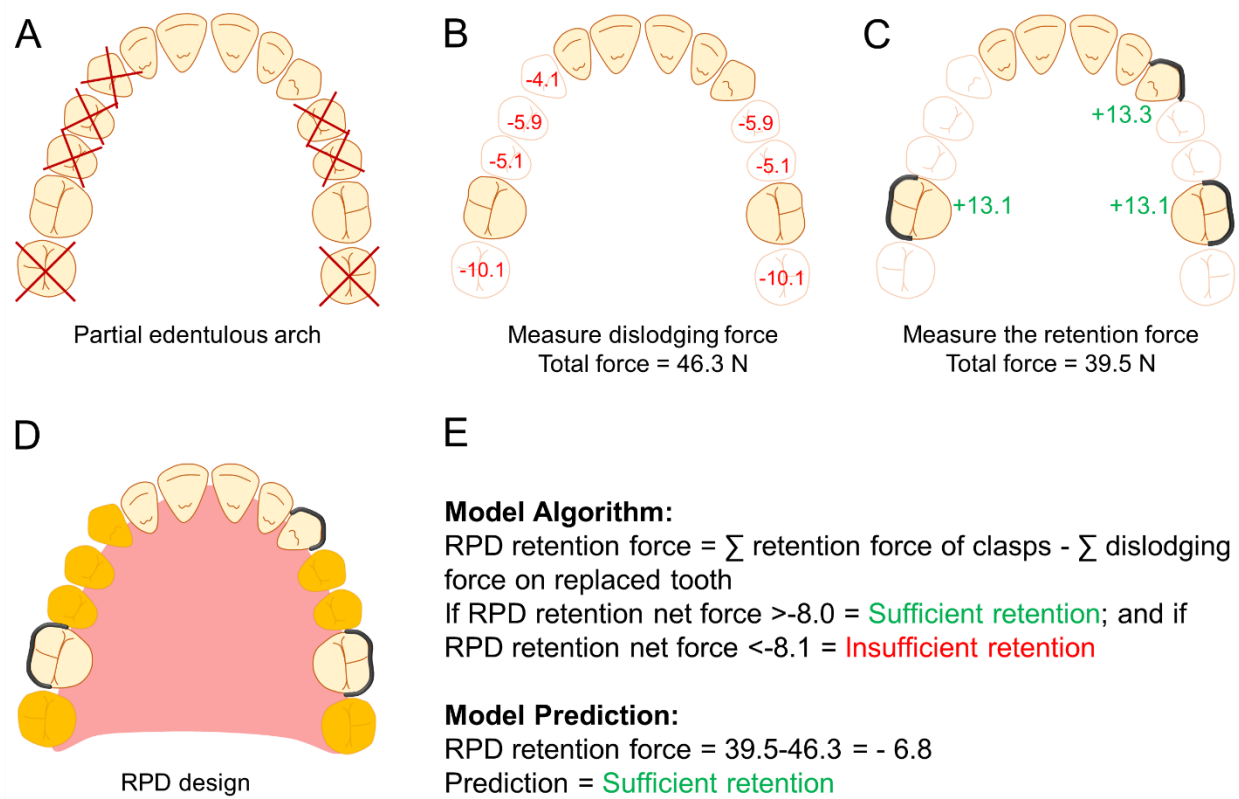 A
Partial edentulous arch
B
-4.1
-5.9
-5.9
-5.1
-5.1
-10.1
-10.1
Measure dislodging force
Total force = 46.3 N
C
+13.3
+13.1
+13.1
Measure the retention force
Total force = 39.5 N
D
RPD design
E
Model Algorithm:
RPD retention force = ∑ retention force of clasps - ∑ dislodging
force on replaced tooth
If RPD retention net force >-8.0 = Sufficient retention; and if
RPD retention net force <-8.1 = Insufficient retention
Model Prediction:
RPD retention force = 39.5-46.3 = - 6.8
Prediction = Sufficient retention